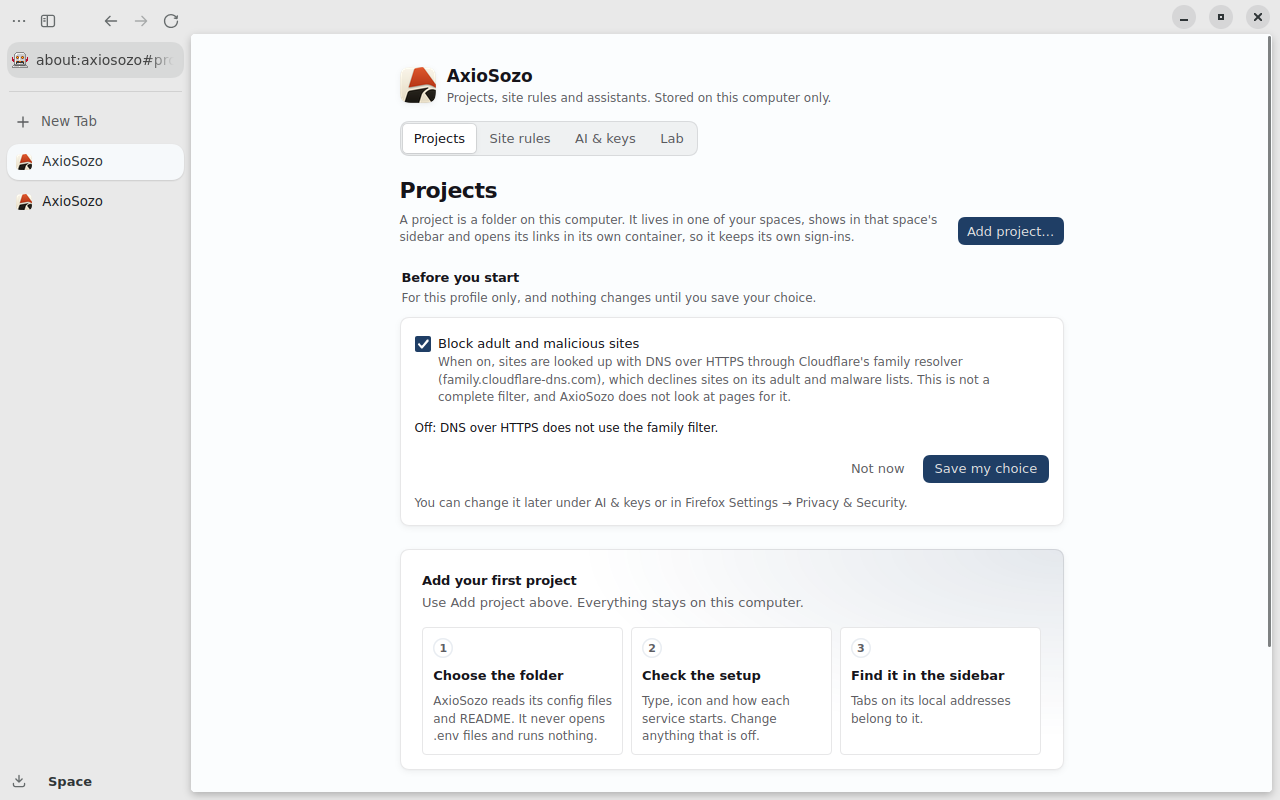 about:axiosozo#pr
New Tab
AxioSozo
AxioSozo
Space
AxioSozo
Projects, site rules and assistants. Stored on this computer only.
Projects
Site rules
AI & keys
Lab
Projects
A project is a folder on this computer. It lives in one of your spaces, shows in that space's
sidebar and opens its links in its own container, so it keeps its own sign-ins.
Add project…
Before you start
For this profile only, and nothing changes until you save your choice.
Block adult and malicious sites
When on, sites are looked up with DNS over HTTPS through Cloudflare's family resolver
(family.cloudflare-dns.com), which declines sites on its adult and malware lists. This is not a
complete filter, and AxioSozo does not look at pages for it.
Off: DNS over HTTPS does not use the family filter.
Not now
Save my choice
You can change it later under AI & keys or in Firefox Settings → Privacy & Security.
Add your first project
Use Add project above. Everything stays on this computer.
1
Choose the folder
AxioSozo reads its config files
and README. It never opens
.env files and runs nothing.
2
Check the setup
Type, icon and how each
service starts. Change
anything that is off.
3
Find it in the sidebar
Tabs on its local addresses
belong to it.